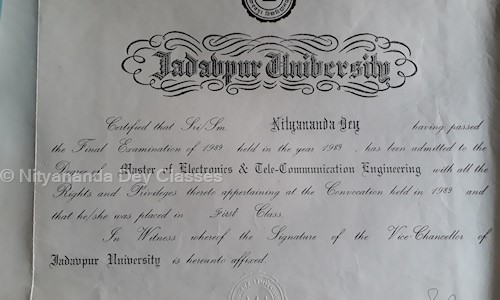 Jadavpur University
Certified that Sri/Sm. Nityananda Dey having passed
the Final Examination of 1989 held in the year 1989, has been admitted to the
Degree of Master of Electronics & Tele-Communication Engineering with all the
© Nityananda Dey Classes
Rights and Privileges thereto appertaining at the Convocation held in 1989 and
that he/she was placed in First Class.
In Witness whereof the Signature of the Vice-Chancellor of
Jadavpur University is hereunto affixed.